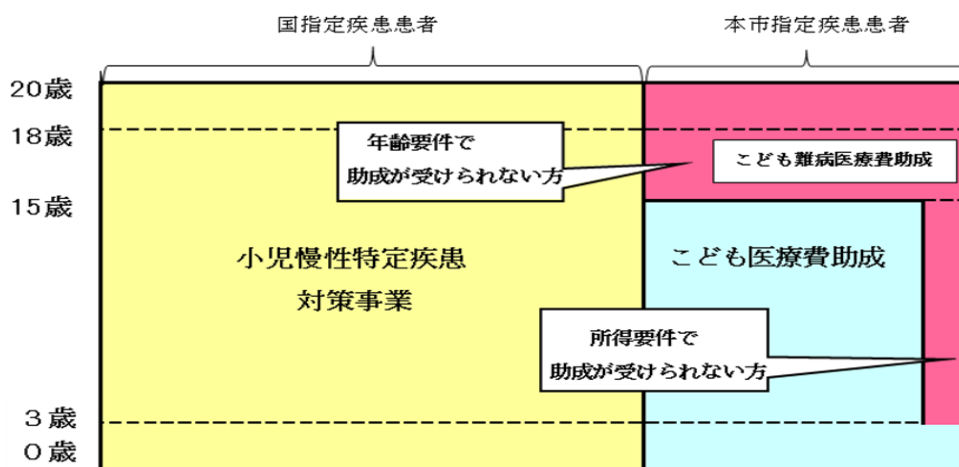 国指定疾患患者
本市指定疾患患者
20歳
18歳
年齢要件で
助成が受けられない方
こども難病医療費助成
15歳
小児慢性特定疾患
対策事業
こども医療費助成
所得要件で
助成が受けられない方
3歳
0歳